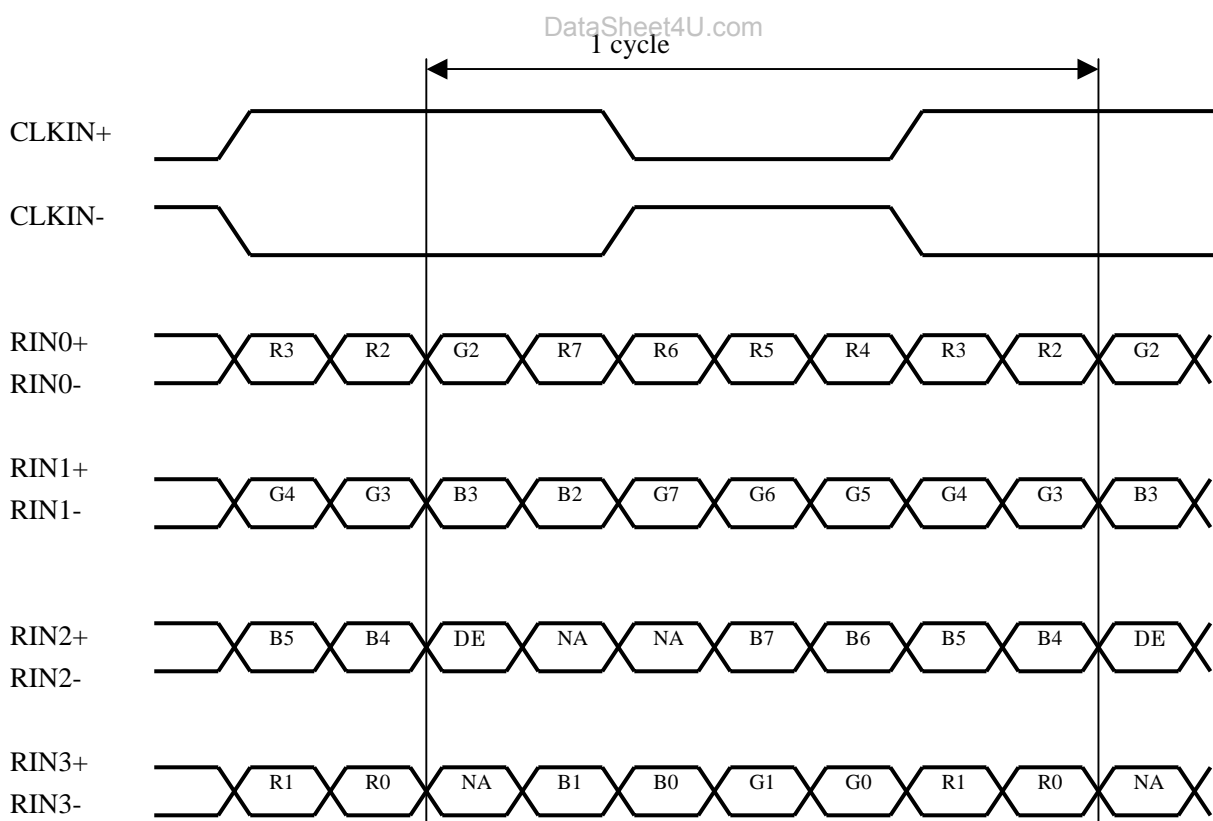 DataSheet4U.com
1 cycle
CLKIN+
CLKIN-
RIN0+
R3 R2 G2 R7 R6 R5 R4 R3 R2 G2
RIN0-
RIN1+
G4 G3 B3 B2 G7 G6 G5 G4 G3 B3
RIN1-
RIN2+
B5 B4 DE NA NA B7 B6 B5 B4 DE
RIN2-
RIN3+
R1 R0 NA B1 B0 G1 G0 R1 R0 NA
RIN3-